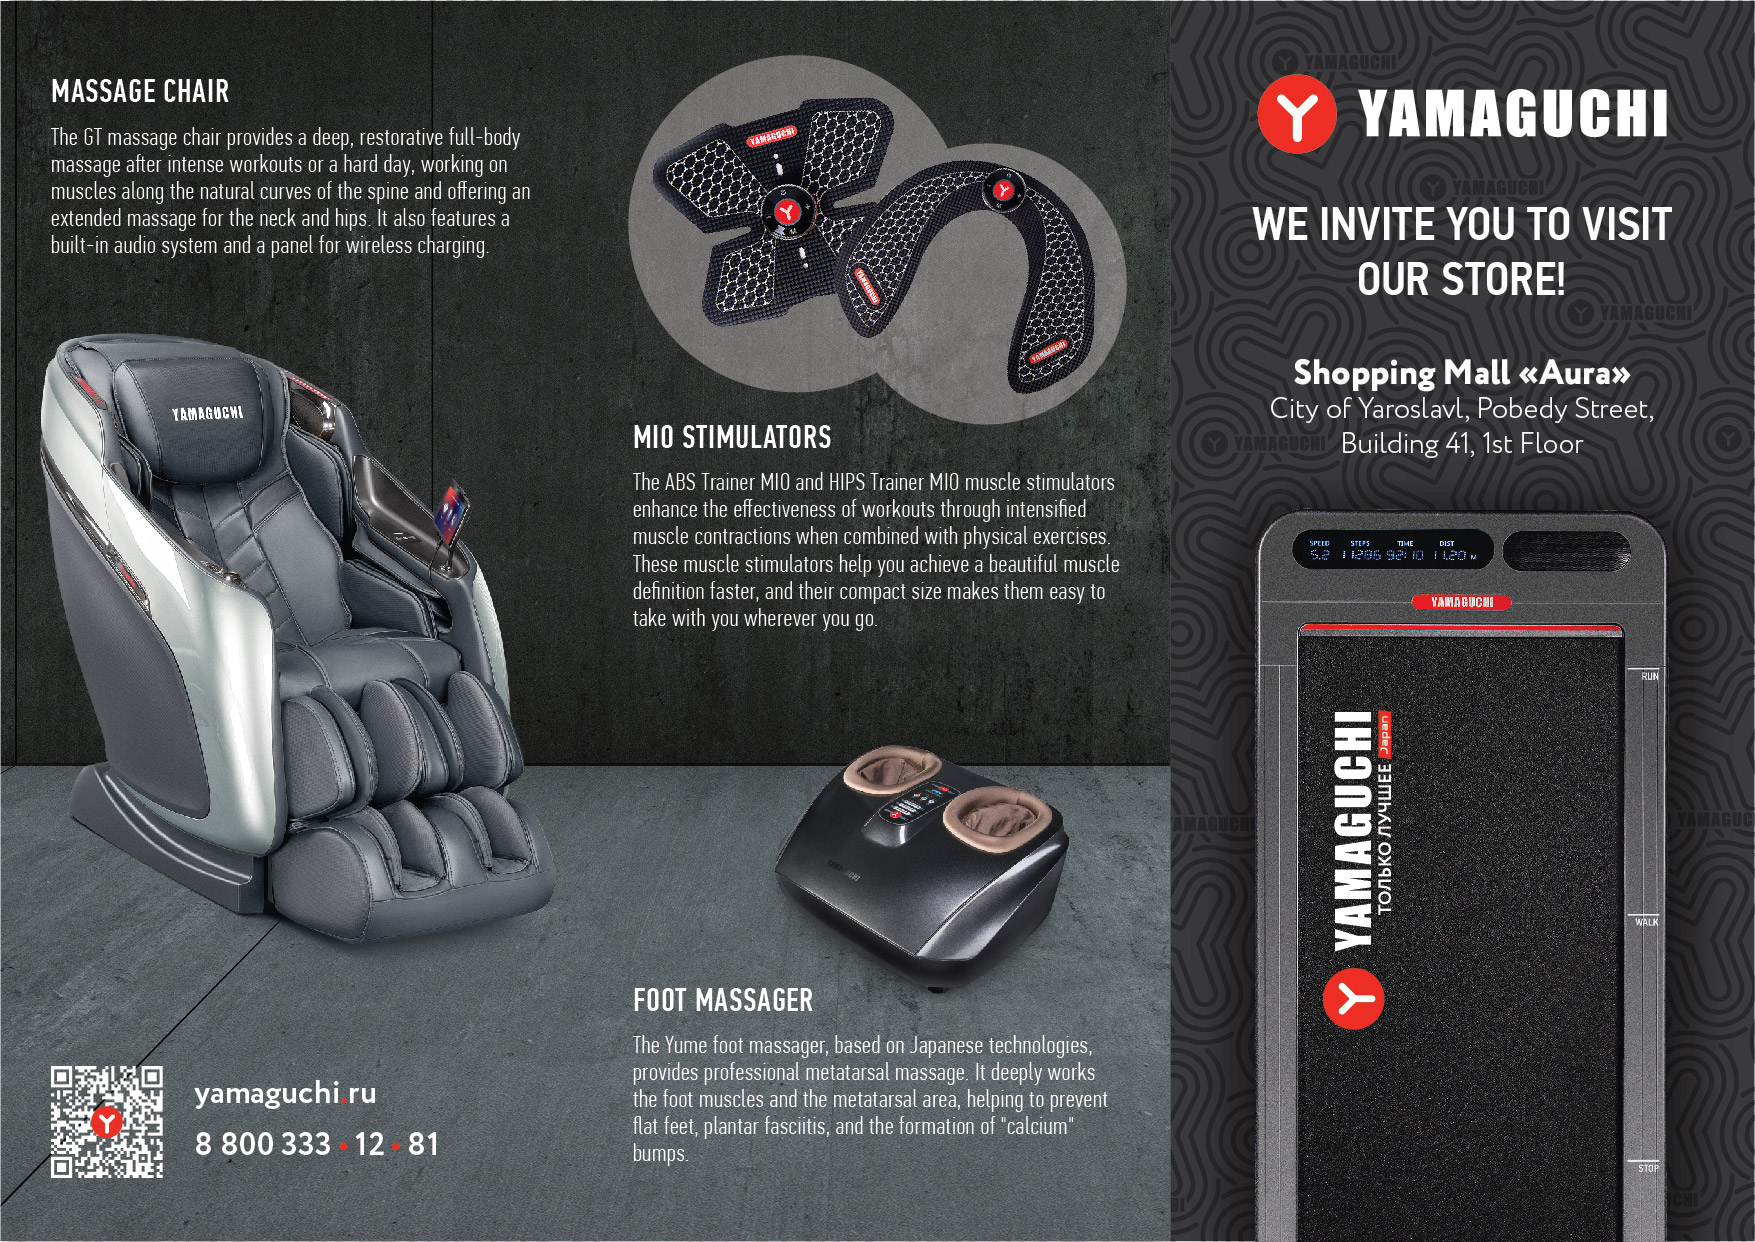 MASSAGE CHAIR
The GT massage chair provides a deep, restorative full-body
massage after intense workouts or a hard day, working on
muscles along the natural curves of the spine and offering an
extended massage for the neck and hips. It also features a
built-in audio system and a panel for wireless charging.
YAMAGUCHI
yamaguchi.ru
8 800 333 • 12 • 81
YAMAGUCHI
YAMAGUCHI
YAMAGUCHI
MIO STIMULATORS
The ABS Trainer MIO and HIPS Trainer MIO muscle stimulators
enhance the effectiveness of workouts through intensified
muscle contractions when combined with physical exercises.
These muscle stimulators help you achieve a beautiful muscle
definition faster, and their compact size makes them easy to
take with you wherever you go.
YAMAGUCHI
FOOT MASSAGER
The Yume foot massager, based on Japanese technologies,
provides professional metatarsal massage. It deeply works
the foot muscles and the metatarsal area, helping to prevent
flat feet, plantar fasciitis, and the formation of "calcium"
bumps.
YAMAGUCHI
WE INVITE YOU TO VISIT
OUR STORE!
Shopping Mall «Aura»
City of Yaroslavl, Pobedy Street,
Building 41, 1st Floor
SPEED STEPS TIME DIST
5.2 11286 92:10 11.20 M
YAMAGUCHI
RUN
WALK
STOP
YAMAGUCHI
ТОЛЬКО ЛУЧШЕЕ Japan